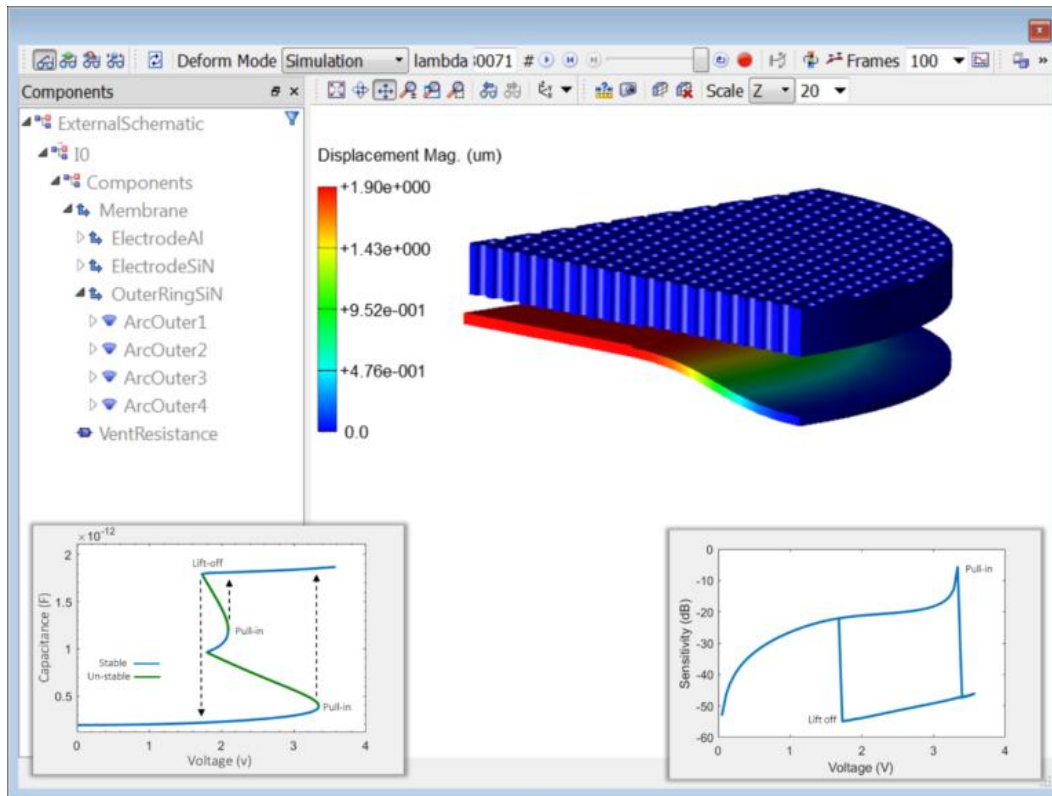 Deform Mode Simulation lambda :0071 # Frames 100 »
Components
Scale Z 20
ExternalSchematic
I0
Components
Membrane
ElectrodeAl
ElectrodeSiN
OuterRingSiN
ArcOuter1
ArcOuter2
ArcOuter3
ArcOuter4
VentResistance
Displacement Mag. (um)
+1.90e+000
+1.43e+000
+9.52e-001
+4.76e-001
0.0
×10-12
2
1.5
1
0.5
0 1 2 3 4
Capacitance (F)
Voltage (v)
Lift-off
Pull-in
Stable
Un-stable
Pull-in
0
-10
-20
-30
-40
-50
-60
0 1 2 3 4
Sensitivity (dB)
Voltage (V)
Pull-in
Lift off